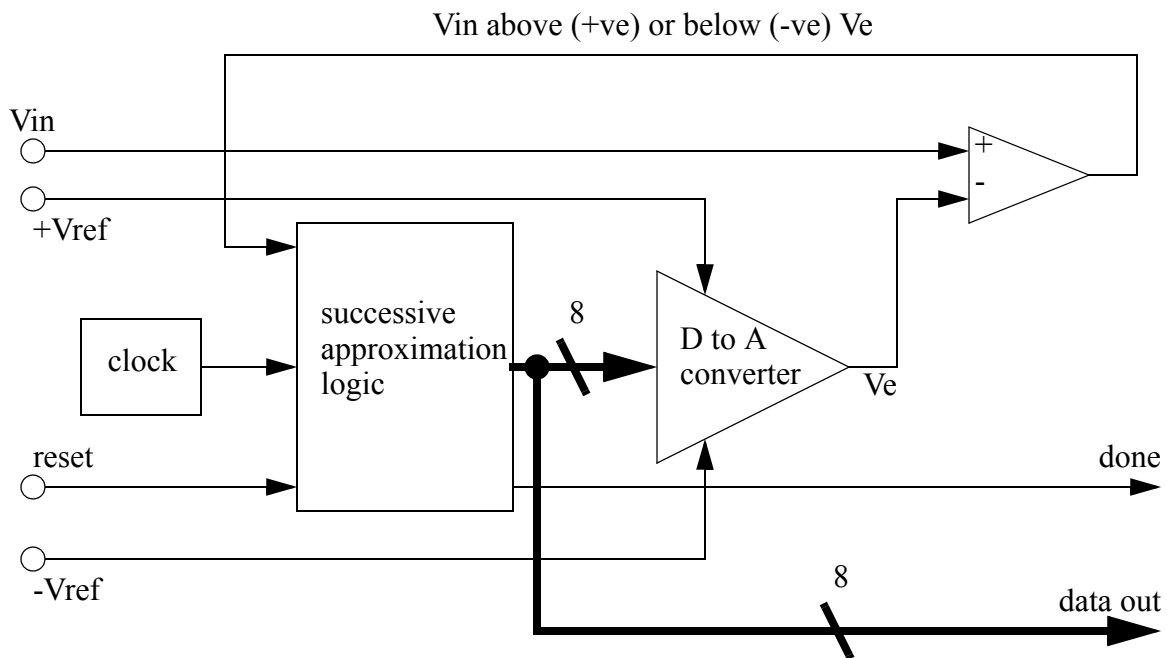 Vin above (+ve) or below (-ve) Ve
Vin
+
-
+Vref
successive
approximation
logic
8
D to A
converter
clock
Ve
reset
done
-Vref
8
data out